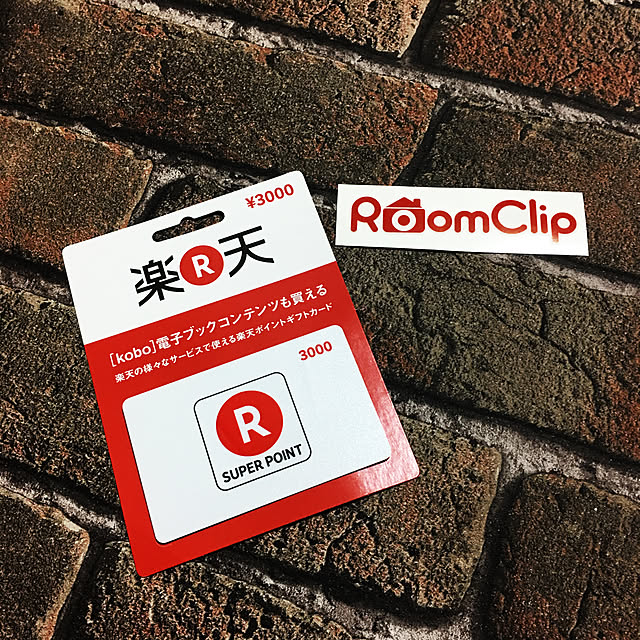 ¥3000
楽R天
[kobo]電子ブックコンテンツも買える
楽天の様々なサービスで使える楽天ポイントギフトカード
3000
R
SUPER POINT
RoomClip